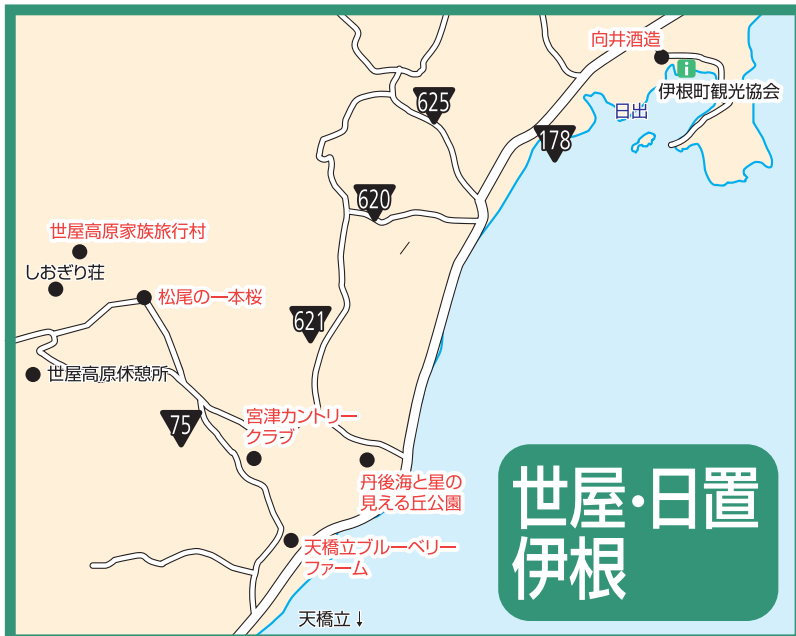 向井酒造
i
伊根町観光協会
日出
625
178
620
世屋高原家族旅行村
しおぎり荘
松尾の一本桜
621
世屋高原休憩所
75
宮津カントリー
クラブ
丹後海と星の
見える丘公園
天橋立ブルーベリー
ファーム
天橋立↓
世屋・日置
伊根